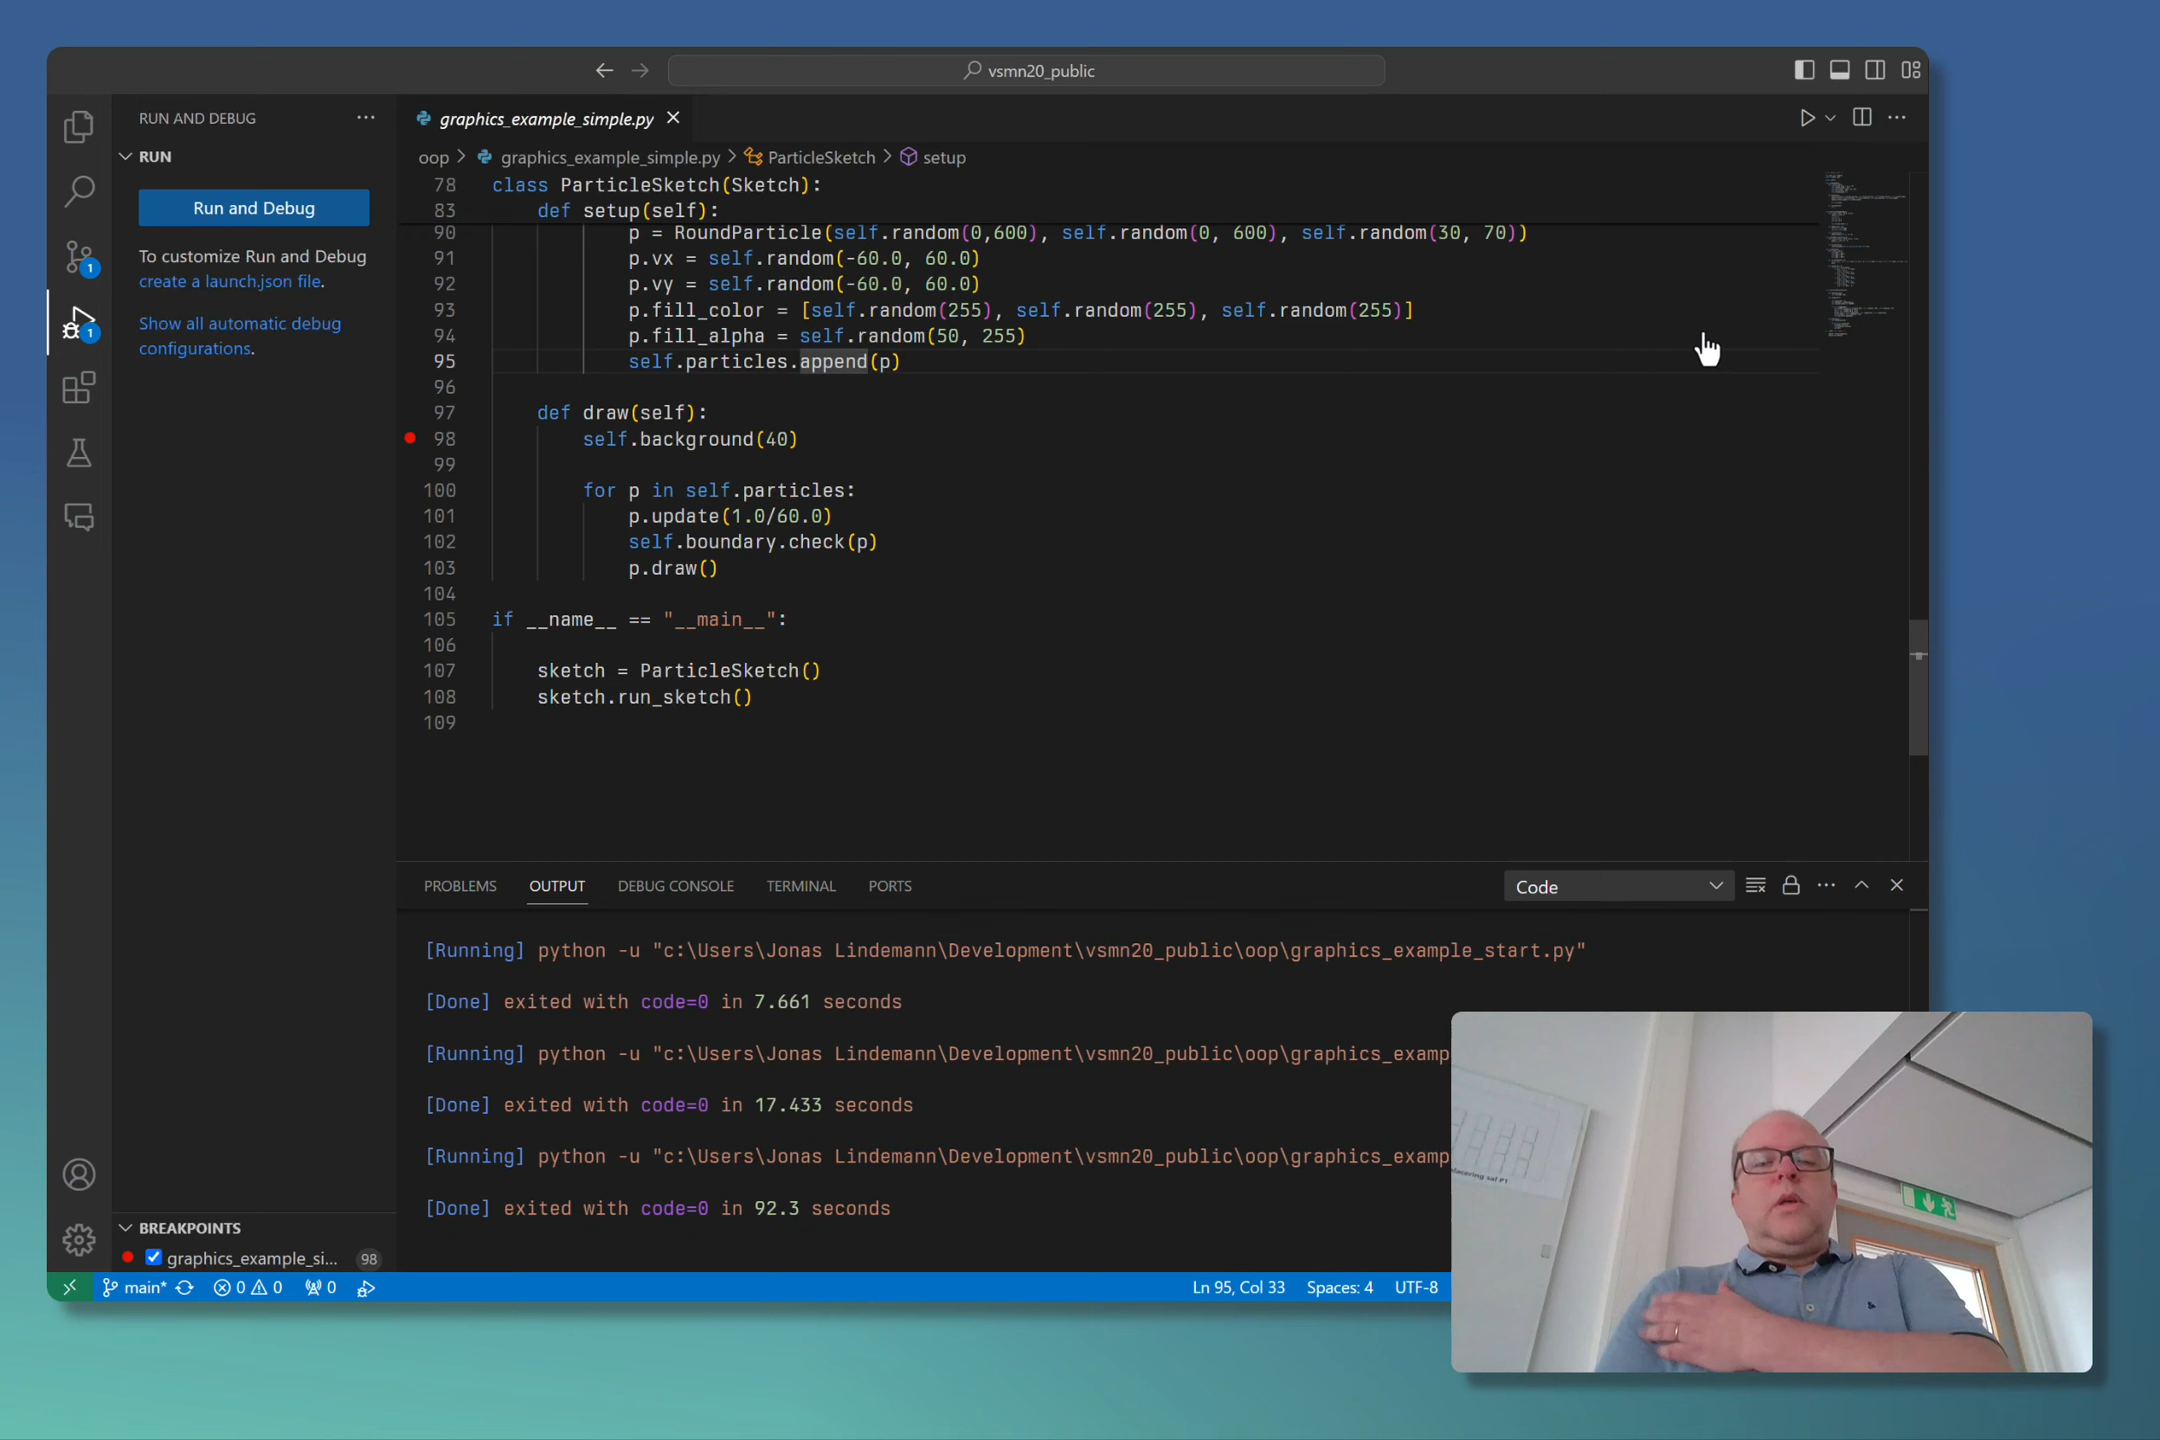 vsmn20_public
RUN AND DEBUG
RUN
Run and Debug
To customize Run and Debug
create a launch.json file.
Show all automatic debug
configurations.
graphics_example_simple.py
oop > graphics_example_simple.py > ParticleSketch > setup
78 class ParticleSketch(Sketch):
83 def setup(self):
90 p = RoundParticle(self.random(0,600), self.random(0, 600), self.random(30, 70))
91 p.vx = self.random(-60.0, 60.0)
92 p.vy = self.random(-60.0, 60.0)
93 p.fill_color = [self.random(255), self.random(255), self.random(255)]
94 p.fill_alpha = self.random(50, 255)
95 self.particles.append(p)
96
97 def draw(self):
98 self.background(40)
99
100 for p in self.particles:
101 p.update(1.0/60.0)
102 self.boundary.check(p)
103 p.draw()
104
105 if __name__ == "__main__":
106
107 sketch = ParticleSketch()
108 sketch.run_sketch()
109
PROBLEMS OUTPUT DEBUG CONSOLE TERMINAL PORTS
Code
[Running] python -u "c:\Users\Jonas Lindemann\Development\vsmn20_public\oop\graphics_example_start.py"
[Done] exited with code=0 in 7.661 seconds
[Running] python -u "c:\Users\Jonas Lindemann\Development\vsmn20_public\oop\graphics_examp
[Done] exited with code=0 in 17.433 seconds
[Running] python -u "c:\Users\Jonas Lindemann\Development\vsmn20_public\oop\graphics_examp
[Done] exited with code=0 in 92.3 seconds
BREAKPOINTS
graphics_example_si... 98
main* 0 0 0
Ln 95, Col 33 Spaces: 4 UTF-8
1
1
placering sal P1